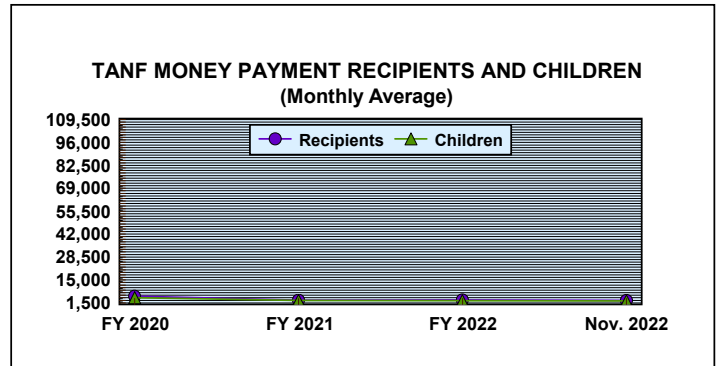 TANF MONEY PAYMENT RECIPIENTS AND CHILDREN
(Monthly Average)
109,500
96,000
82,500
69,000
55,500
42,000
28,500
15,000
1,500
Recipients Children
FY 2020 FY 2021 FY 2022 Nov. 2022